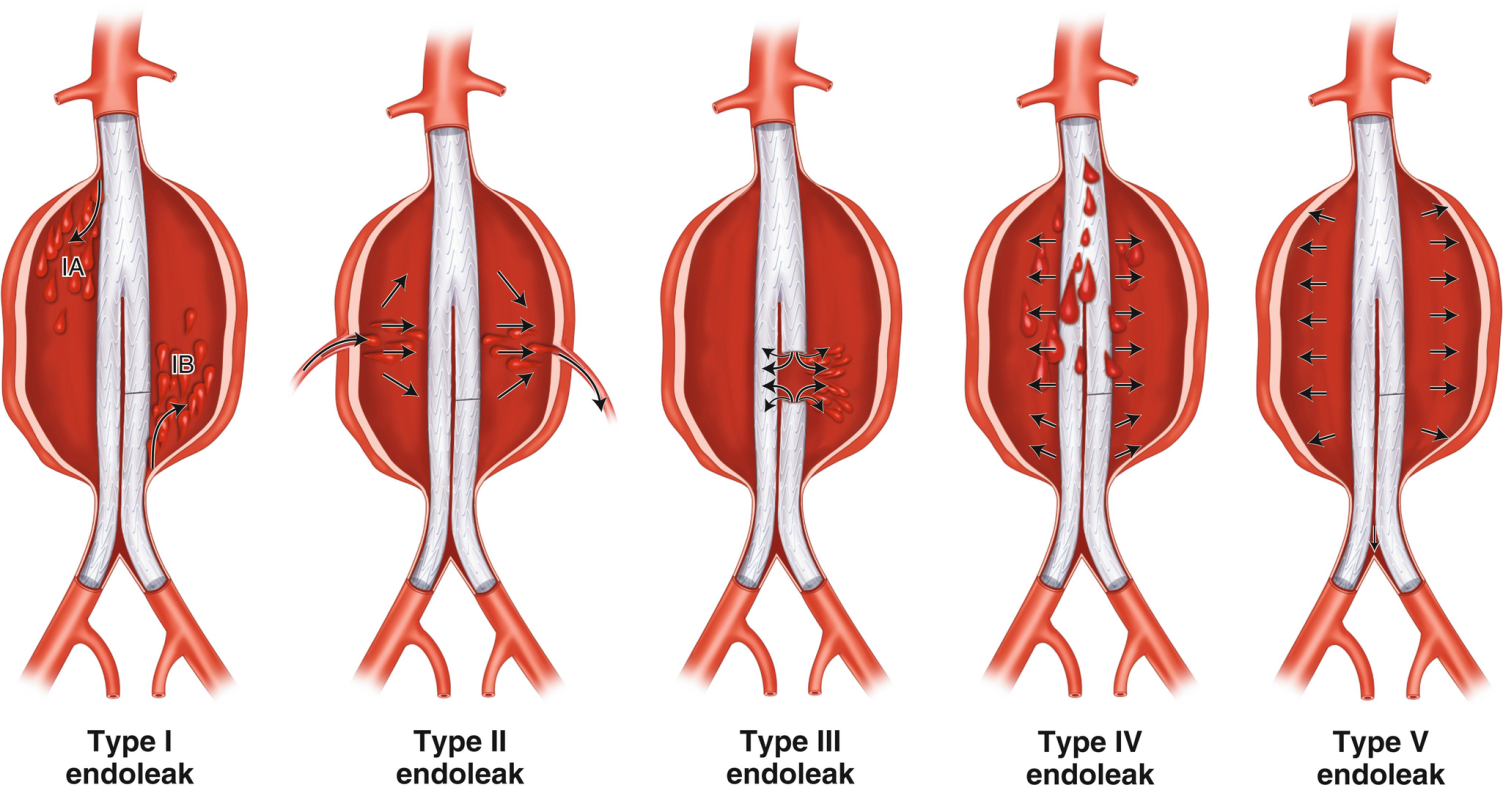 IA
IB
Type I
endoleak
Type II
endoleak
Type III
endoleak
Type IV
endoleak
Type V
endoleak